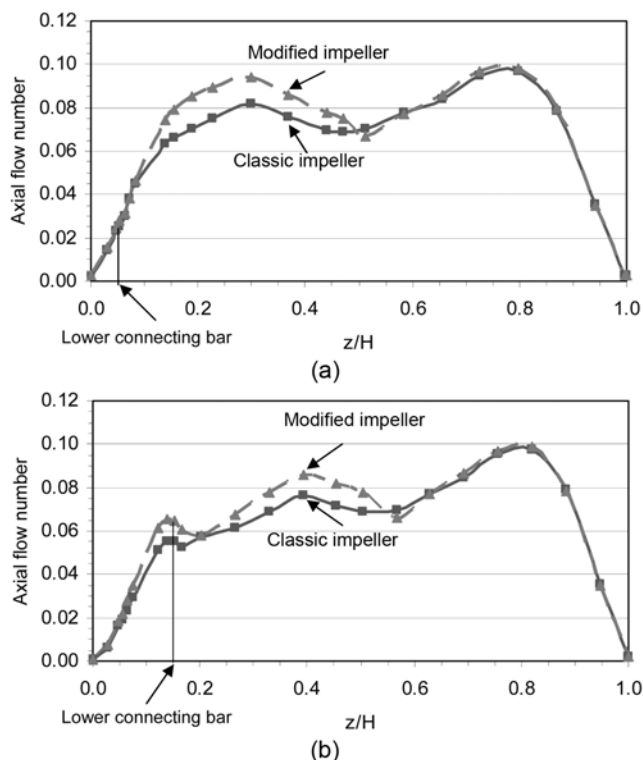 (a)
0.12
0.10
0.08
0.06
0.04
0.02
0.00
Axial flow number
Modified impeller
Classic impeller
0.0
0.2
0.4
0.6
0.8
1.0
Lower connecting bar
z/H
(a)
0.12
0.10
0.08
0.06
0.04
0.02
0.00
Axial flow number
Modified impeller
Classic impeller
0.0
0.2
0.4
0.6
0.8
1.0
Lower connecting bar
z/H
(b)